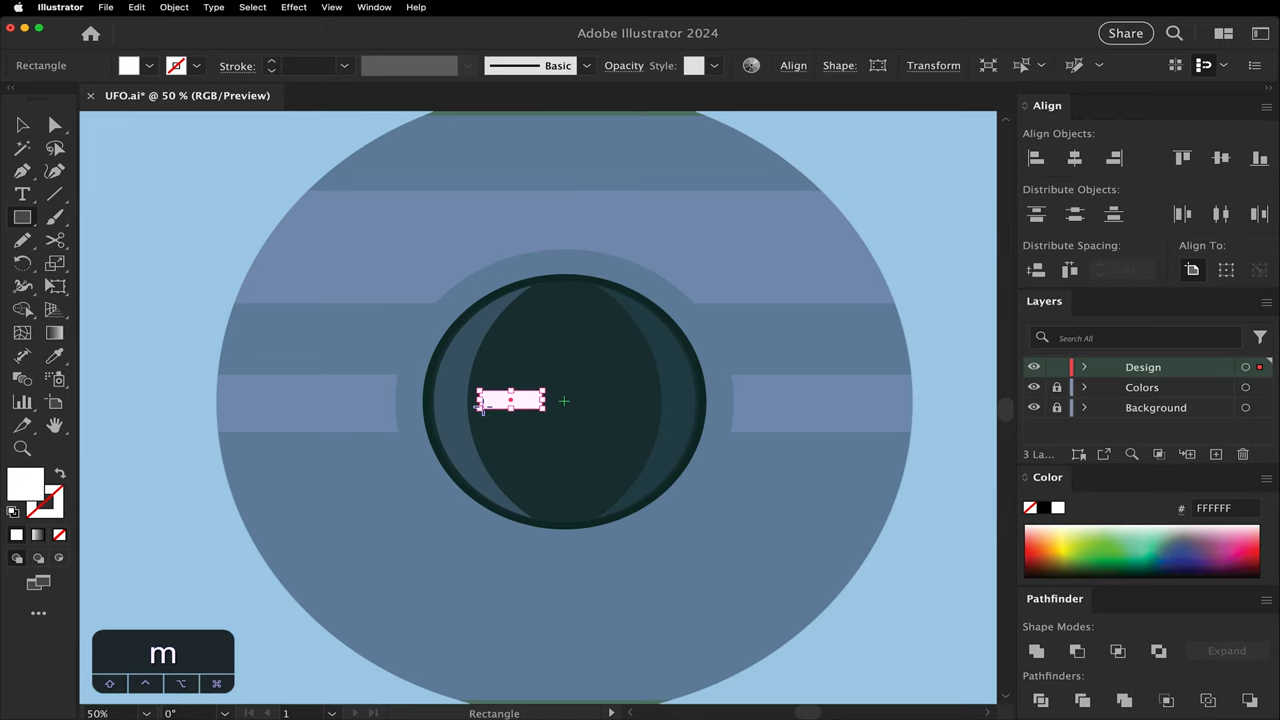 Illustrator File Edit Object Type Select Effect View Window Help
Adobe Illustrator 2024
Share
Rectangle
Stroke:
Basic
Opacity
Style:
Align
Shape:
Transform
UFO.ai* @ 50 % (RGB/Preview)
Align
Align Objects:
Distribute Objects:
Distribute Spacing:
Align To:
0 px
Layers
Search All
Design
Colors
Background
3 La...
Color
# FFFFFF
Pathfinder
Shape Modes:
Expand
Pathfinders:
m
50%
0°
1
Rectangle